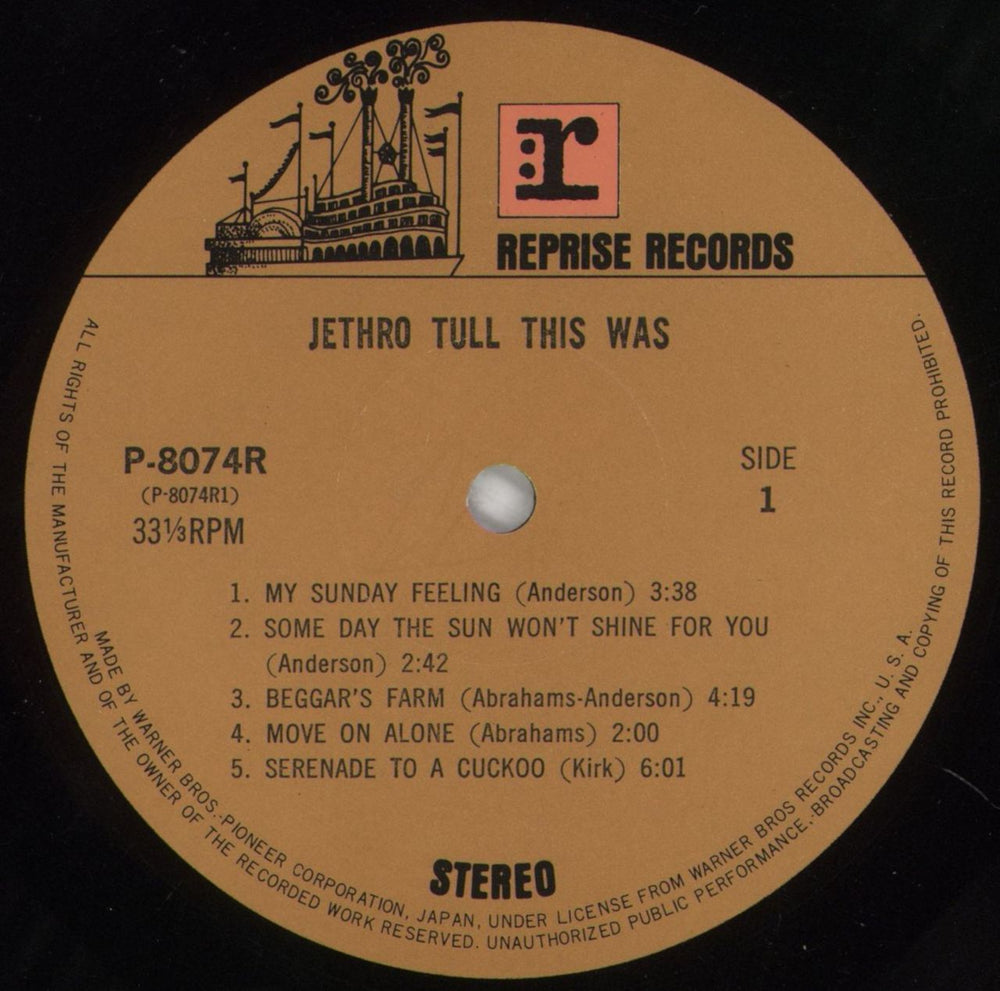 r:
REPRISE RECORDS
JETHRO TULL THIS WAS
P-8074R
(P-8074R1)
33⅓RPM
SIDE
1
1. MY SUNDAY FEELING (Anderson) 3:38
2. SOME DAY THE SUN WON'T SHINE FOR YOU
(Anderson) 2:42
3. BEGGAR'S FARM (Abrahams-Anderson) 4:19
4. MOVE ON ALONE (Abrahams) 2:00
5. SERENADE TO A CUCKOO (Kirk) 6:01
STEREO
MADE BY WARNER BROS.-PIONEER CORPORATION, JAPAN, UNDER LICENSE FROM WARNER BROS RECORDS INC., U. S. A.
ALL RIGHTS OF THE MANUFACTURER AND OF THE OWNER OF THE RECORDED WORK RESERVED. UNAUTHORIZED PUBLIC PERFORMANCE.-BROADCASTING AND COPYING OF THIS RECORD PROHIBITED.